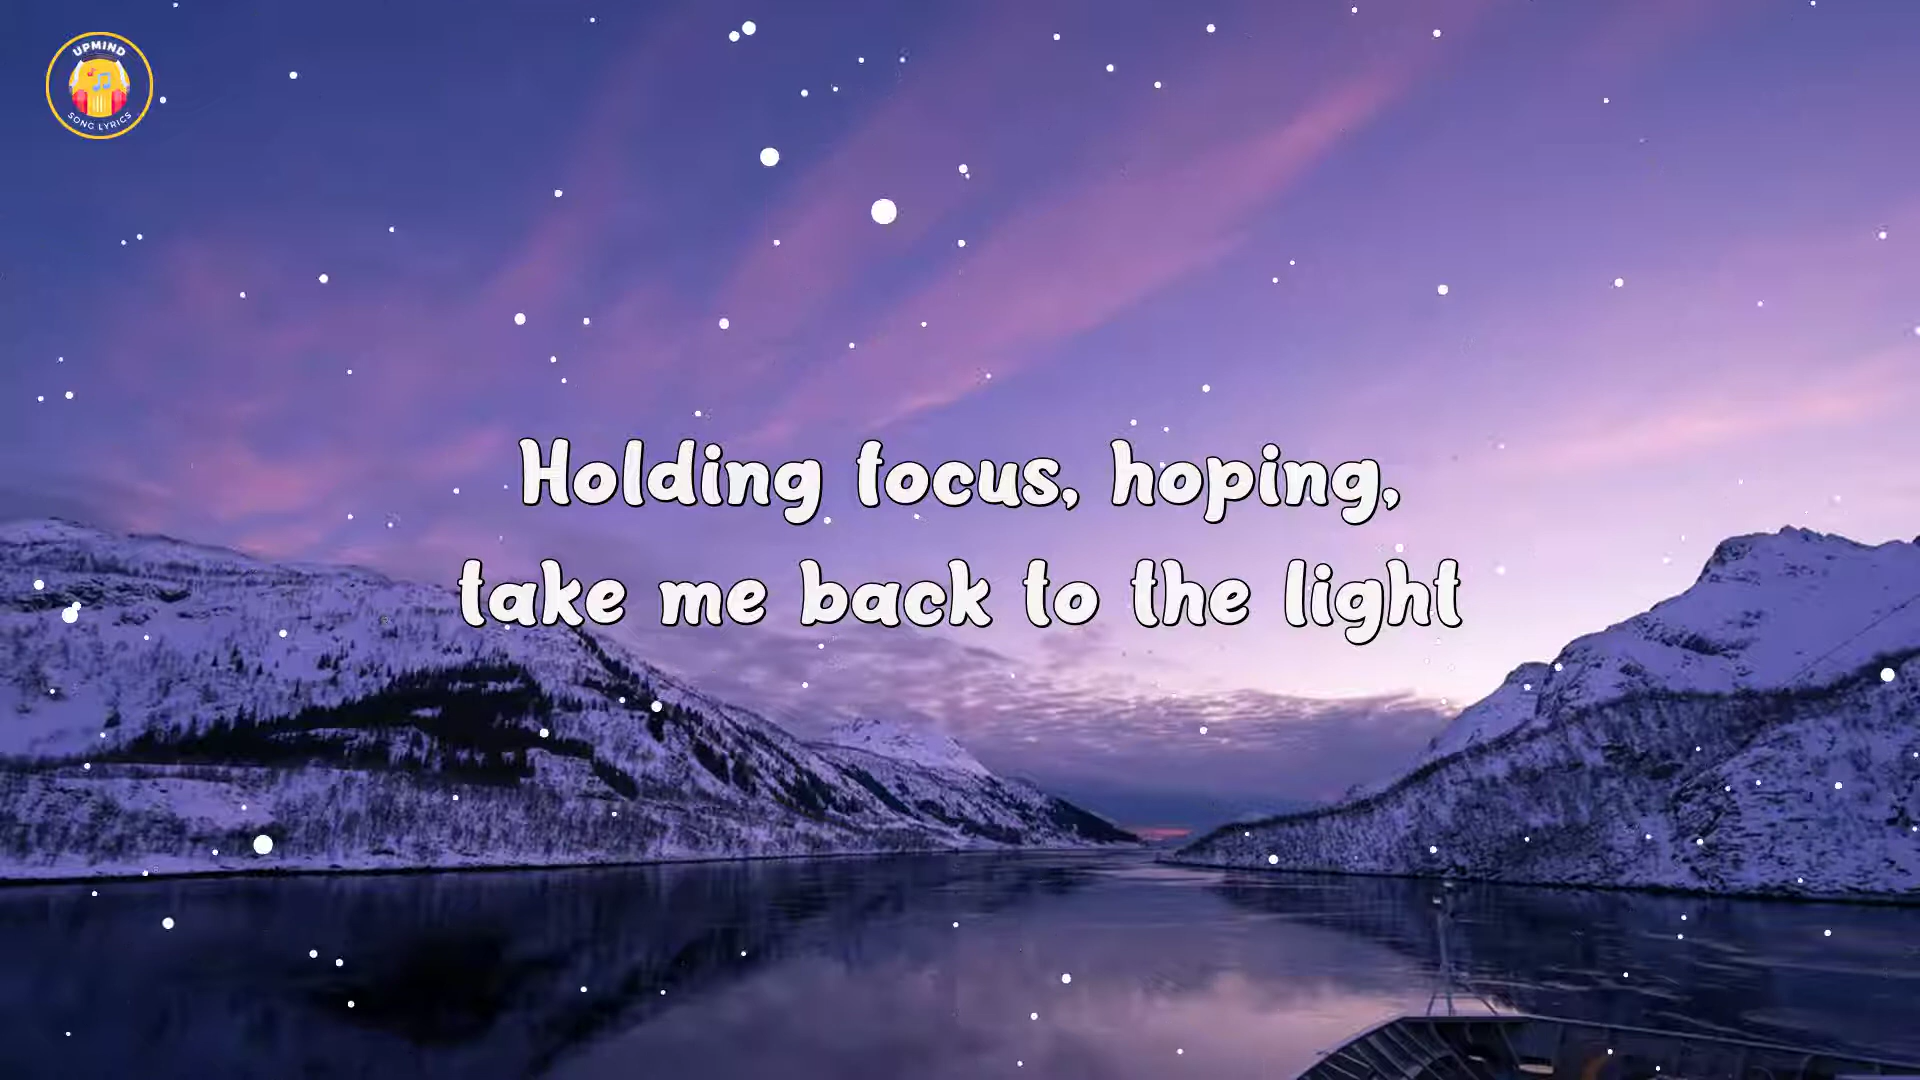 UPMIND
SONG LYRICS
Holding focus, hoping,
take me back to the light